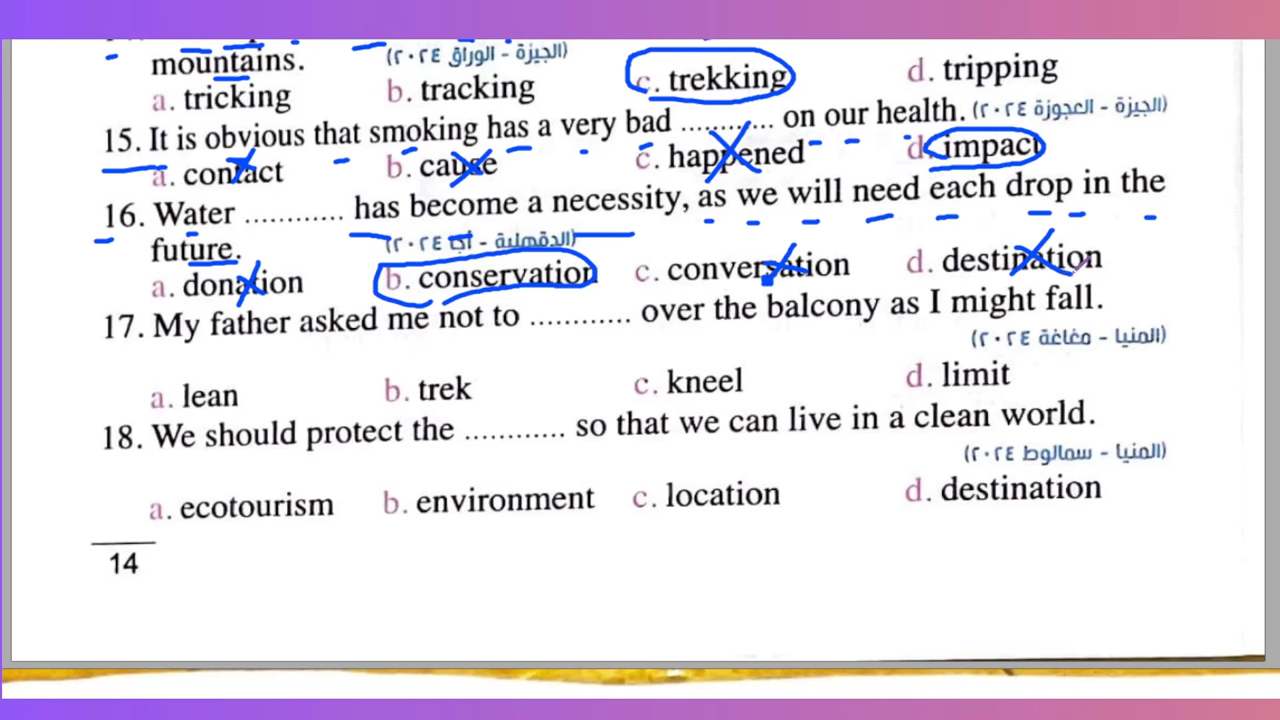 mountains. (الجيزة - الوراق ٢٠٢٤)
a. tricking b. tracking c. trekking d. tripping
15. It is obvious that smoking has a very bad ............ on our health. (الجيزة - العجوزة ٢٠٢٤)
a. contact b. cause c. happened d. impact
16. Water ............ has become a necessity, as we will need each drop in the
future. (الدقهلية - ٢٠٢٤)
a. donation b. conservation c. conversation d. destination
17. My father asked me not to ............ over the balcony as I might fall.
(المنيا - مغاغة ٢٠٢٤)
a. lean b. trek c. kneel d. limit
18. We should protect the ............ so that we can live in a clean world.
(المنيا - سمالوط ٢٠٢٤)
a. ecotourism b. environment c. location d. destination
14